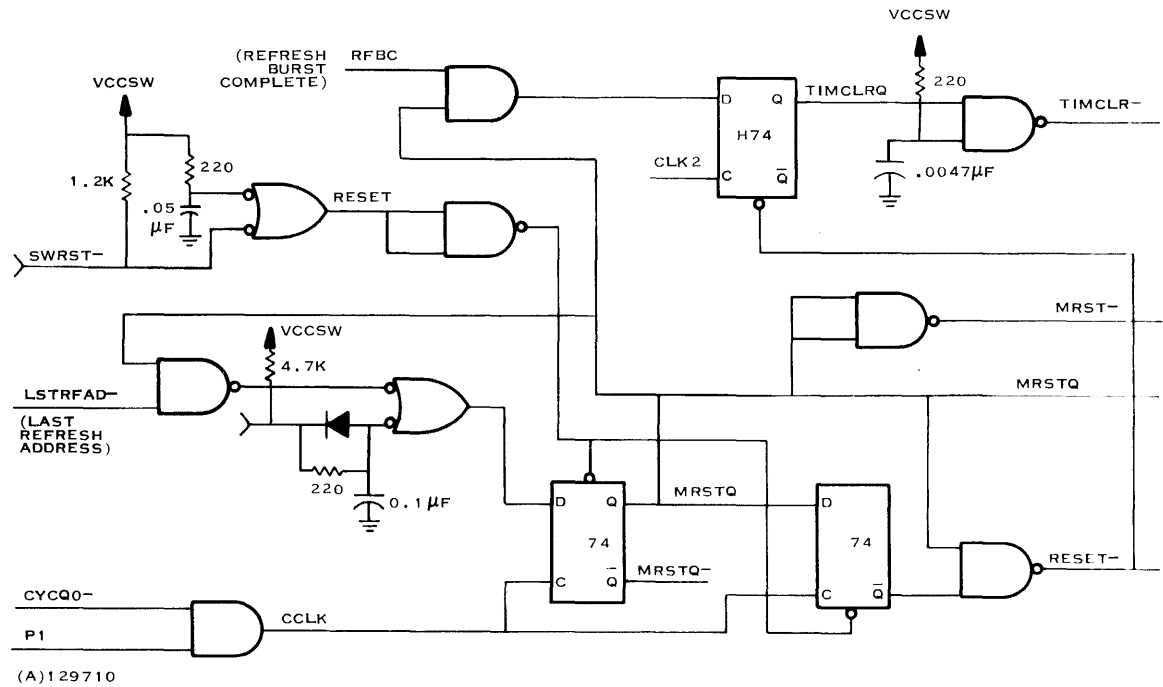 (REFRESH
BURST
COMPLETE)
RFBC
VCCSW
VCCSW
220
D
Q
TIMCLRQ
TIMCLR-
H74
1.2K
220
CLK2
C
Q
.0047µF
.05
µF
RESET
SWRST-
VCCSW
MRST-
4.7K
LSTRFAD-
(LAST
REFRESH
ADDRESS)
MRSTQ
220
0.1µF
D
Q
MRSTQ
D
74
74
RESET-
C
Q
MRSTQ-
C
Q
CYCQ0-
CCLK
P1
(A)129710